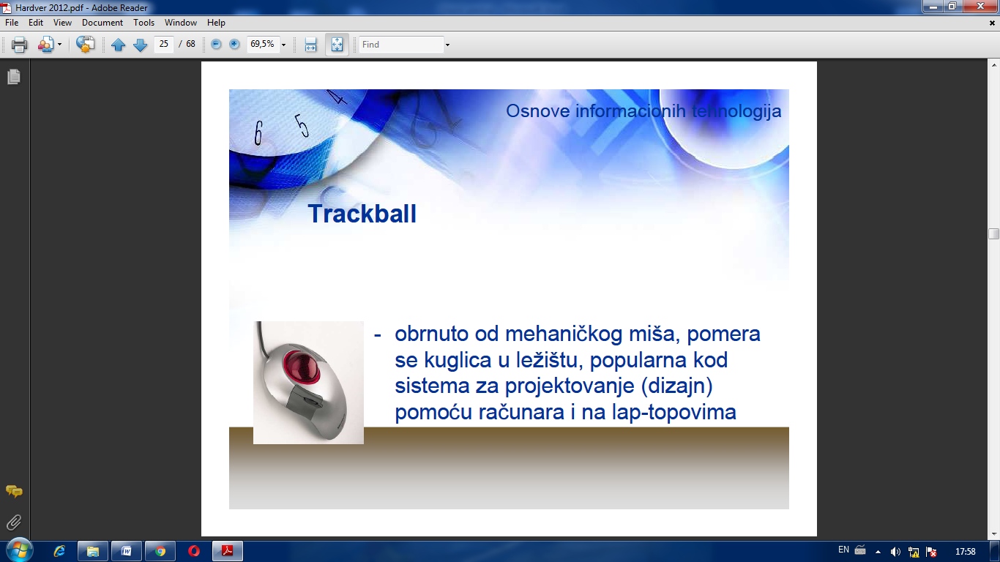 Hardver 2012.pdf - Adobe Reader
File Edit View Document Tools Window Help
25 / 68 69,5% Find
Osnove informacionih tehnologija
6 5 4
Trackball
- obrnuto od mehaničkog miša, pomera
se kuglica u ležištu, popularna kod
sistema za projektovanje (dizajn)
pomoću računara i na lap-topovima
EN 17:58